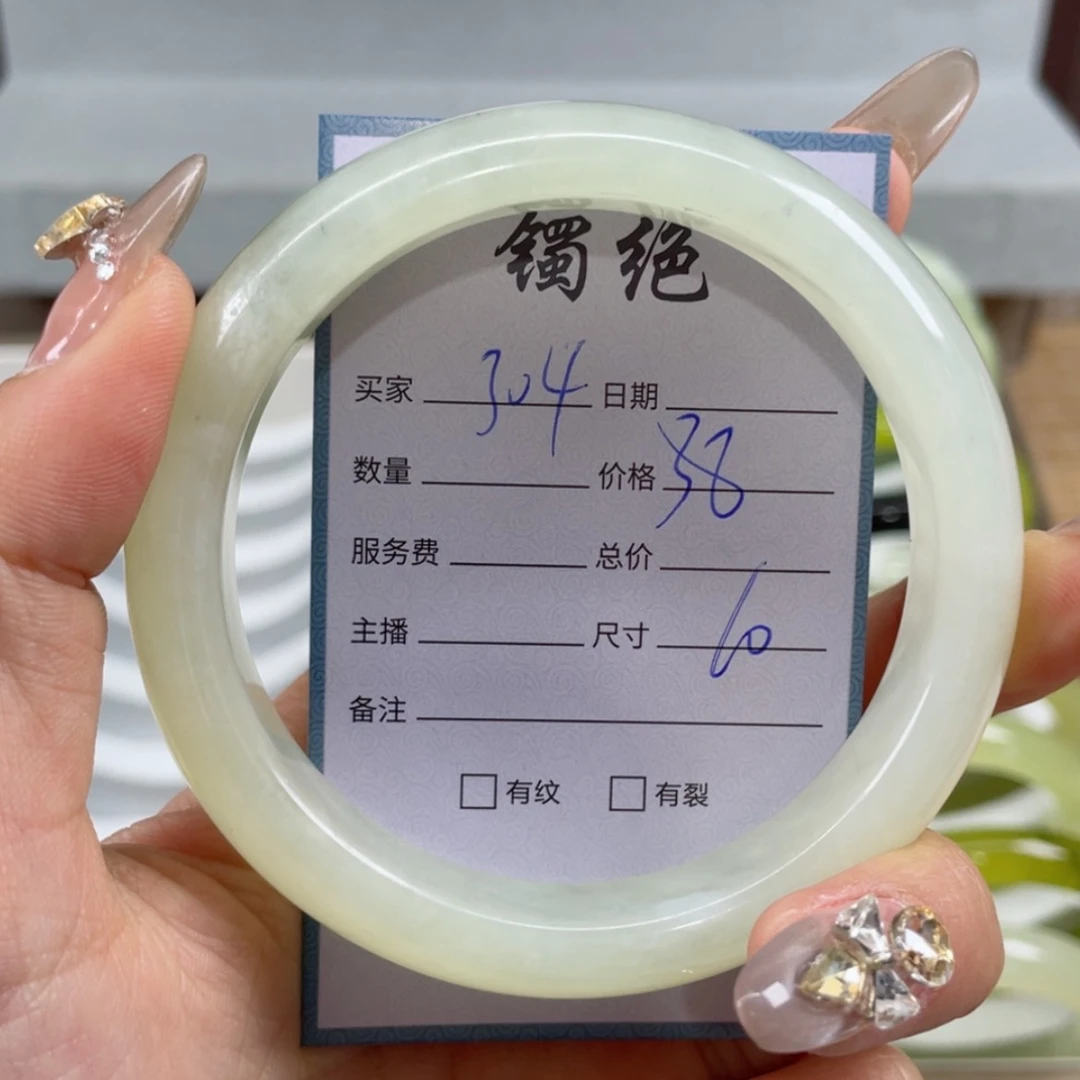 镯绝
买家 304 日期
数量 价格 38
服务费 总价
主播 尺寸 60
备注
有纹 有裂